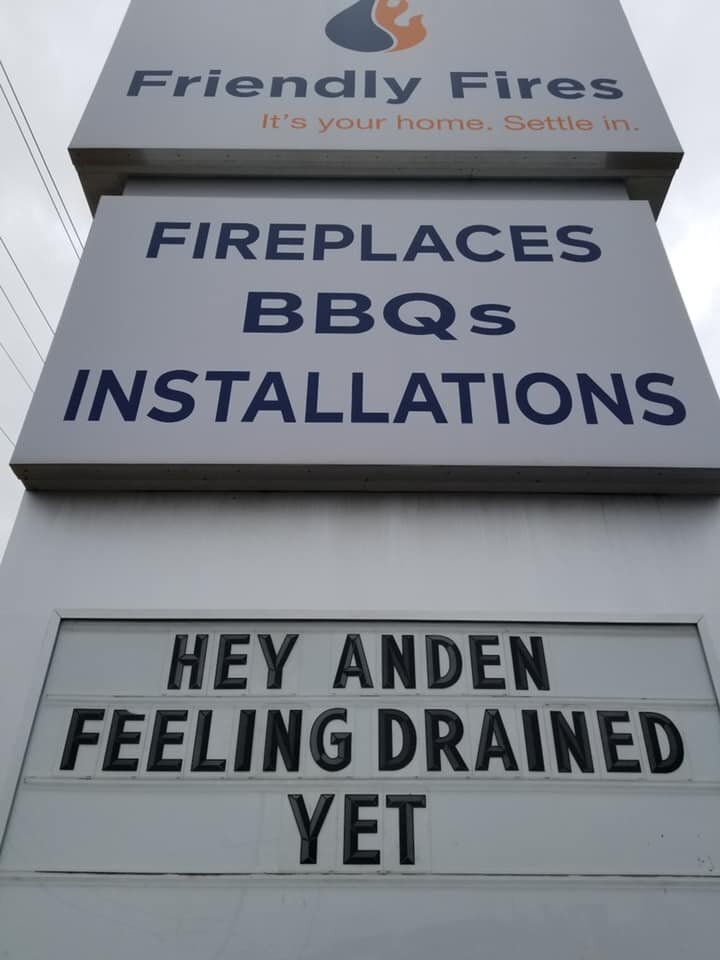 Friendly Fires
It's your home. Settle in.
FIREPLACES
BBQs
INSTALLATIONS
HEY ANDEN
FEELING DRAINED
YET